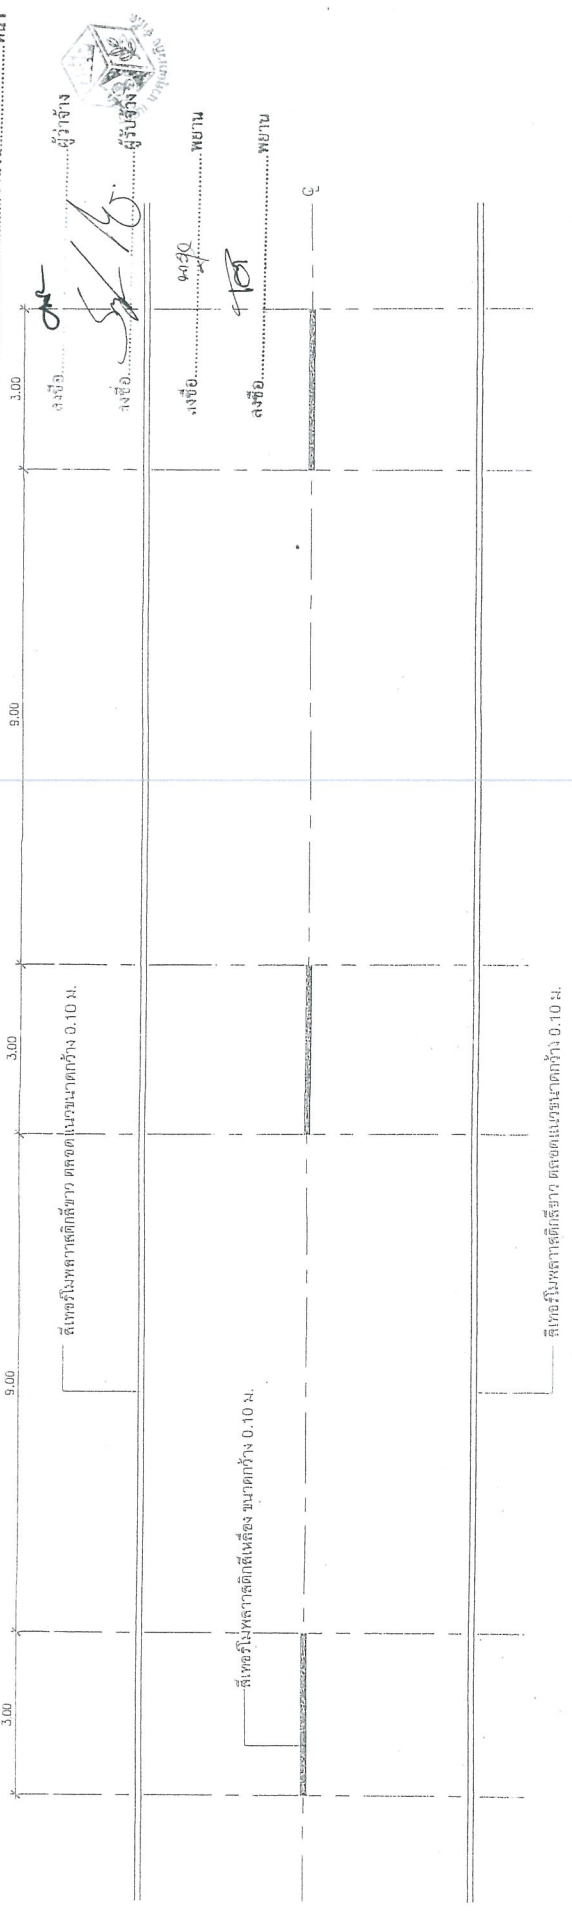 3.00
9.00
3.00
9.00
3.00
ลงชื่อ ผู้ว่าจ้าง
ลงชื่อ ผู้รับจ้าง
ลงชื่อ พยาน
ลงชื่อ พยาน
สีเทอร์โมพลาสติกสีขาว ตลอดแนวขนาดกว้าง 0.10 ม.
สีเทอร์โมพลาสติกสีเหลือง ขนาดกว้าง 0.10 ม.
สีเทอร์โมพลาสติกสีขาว ตลอดแนวขนาดกว้าง 0.10 ม.